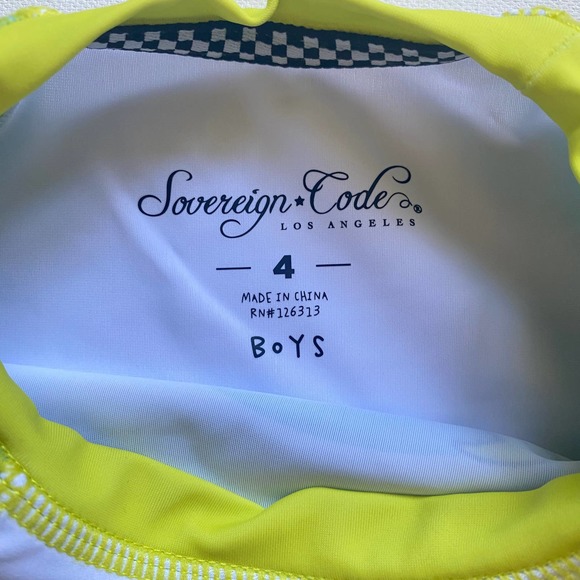 Sovereign★Code®
LOS ANGELES
— 4 —
MADE IN CHINA
RN#126313
BOYS